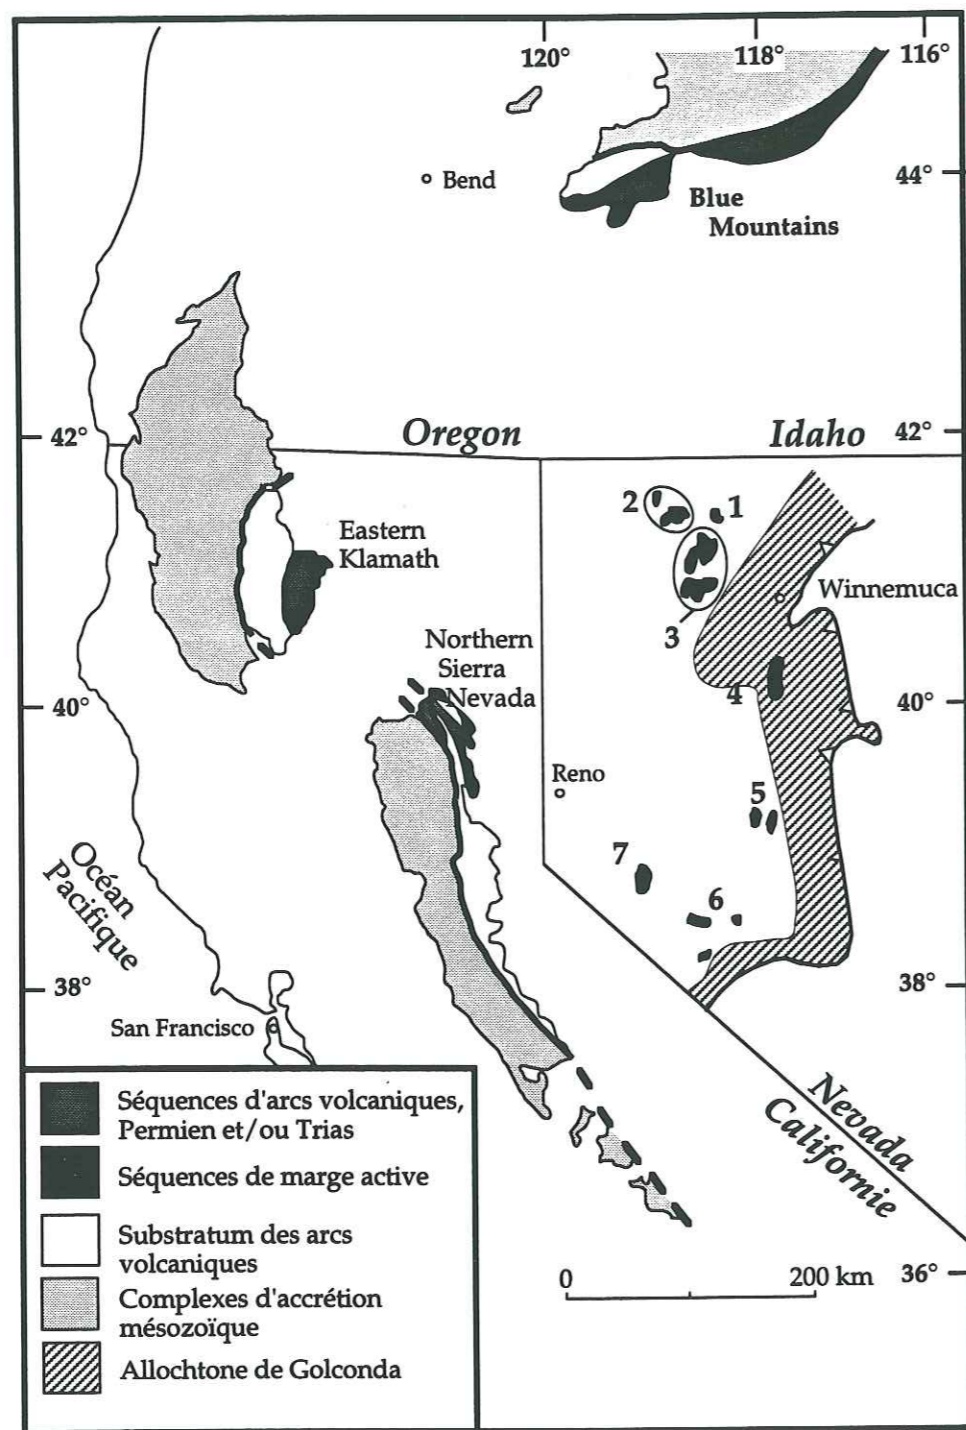 120°
118°
116°
Bend
44°
Blue
Mountains
42°
Oregon
Idaho
42°
2
1
Eastern
Klamath
Winnemuca
3
Northern
Sierra
Nevada
4
40°
40°
Reno
5
7
6
Océan
Pacifique
38°
38°
San Francisco
Nevada
Californie
Séquences d'arcs volcaniques,
Permien et/ou Trias
Séquences de marge active
Substratum des arcs
volcaniques
Complexes d'accrétion
mésozoïque
Allochtone de Golconda
0
200 km
36°